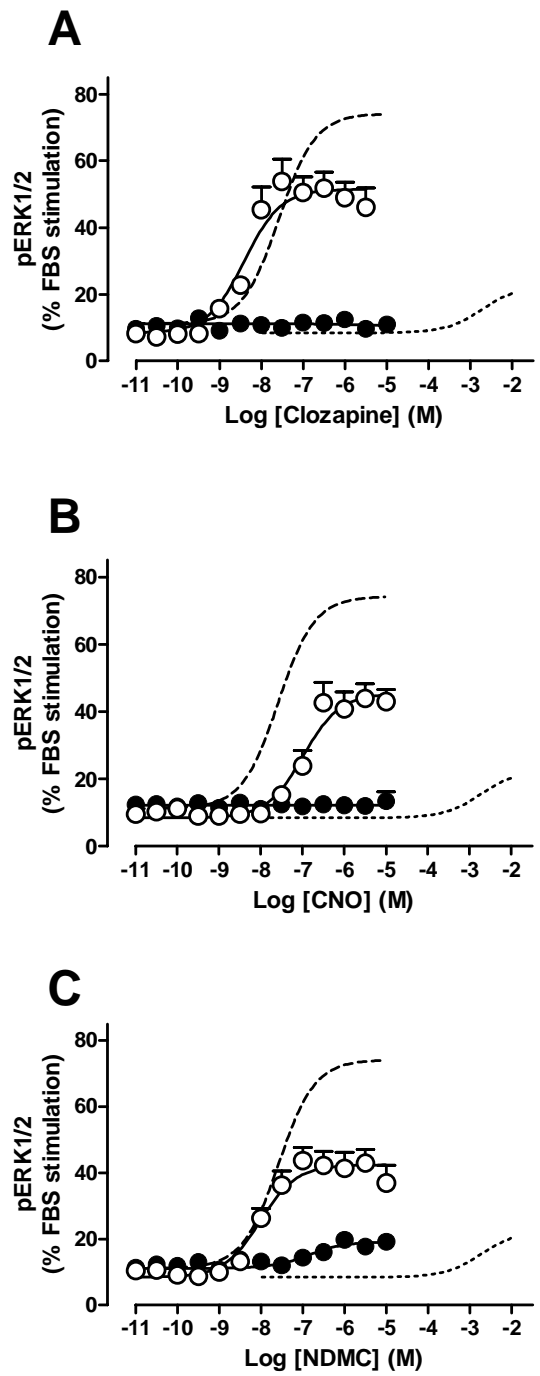 A
pERK1/2
(% FBS stimulation)
80
60
40
20
0
-11 -10 -9 -8 -7 -6 -5 -4 -3 -2
Log [Clozapine] (M)
B
pERK1/2
(% FBS stimulation)
80
60
40
20
0
-11 -10 -9 -8 -7 -6 -5 -4 -3 -2
Log [CNO] (M)
C
pERK1/2
(% FBS stimulation)
80
60
40
20
0
-11 -10 -9 -8 -7 -6 -5 -4 -3 -2
Log [NDMC] (M)